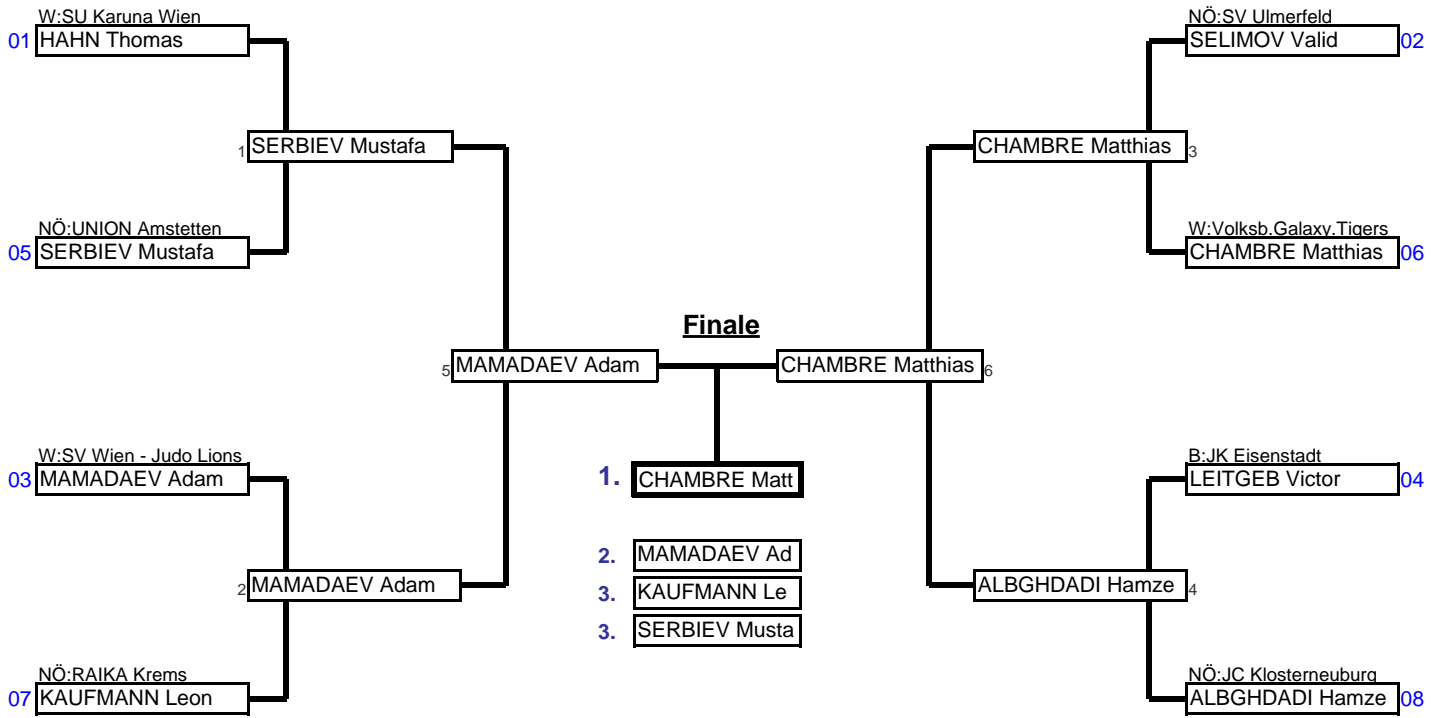 W:SU Karuna Wien
01 HAHN Thomas
NÖ:SV Ulmerfeld
SELIMOV Valid 02
1 SERBIEV Mustafa
CHAMBRE Matthias 3
NÖ:UNION Amstetten
05 SERBIEV Mustafa
W:Volksb.Galaxy.Tigers
CHAMBRE Matthias 06
Finale
5 MAMADAEV Adam
CHAMBRE Matthias 6
W:SV Wien - Judo Lions
03 MAMADAEV Adam
B:JK Eisenstadt
LEITGEB Victor 04
1. CHAMBRE Matt
2. MAMADAEV Ad
3. KAUFMANN Le
3. SERBIEV Musta
2 MAMADAEV Adam
ALBGHDADI Hamze 4
NÖ:RAIKA Krems
07 KAUFMANN Leon
NÖ:JC Klosterneuburg
ALBGHDADI Hamze 08